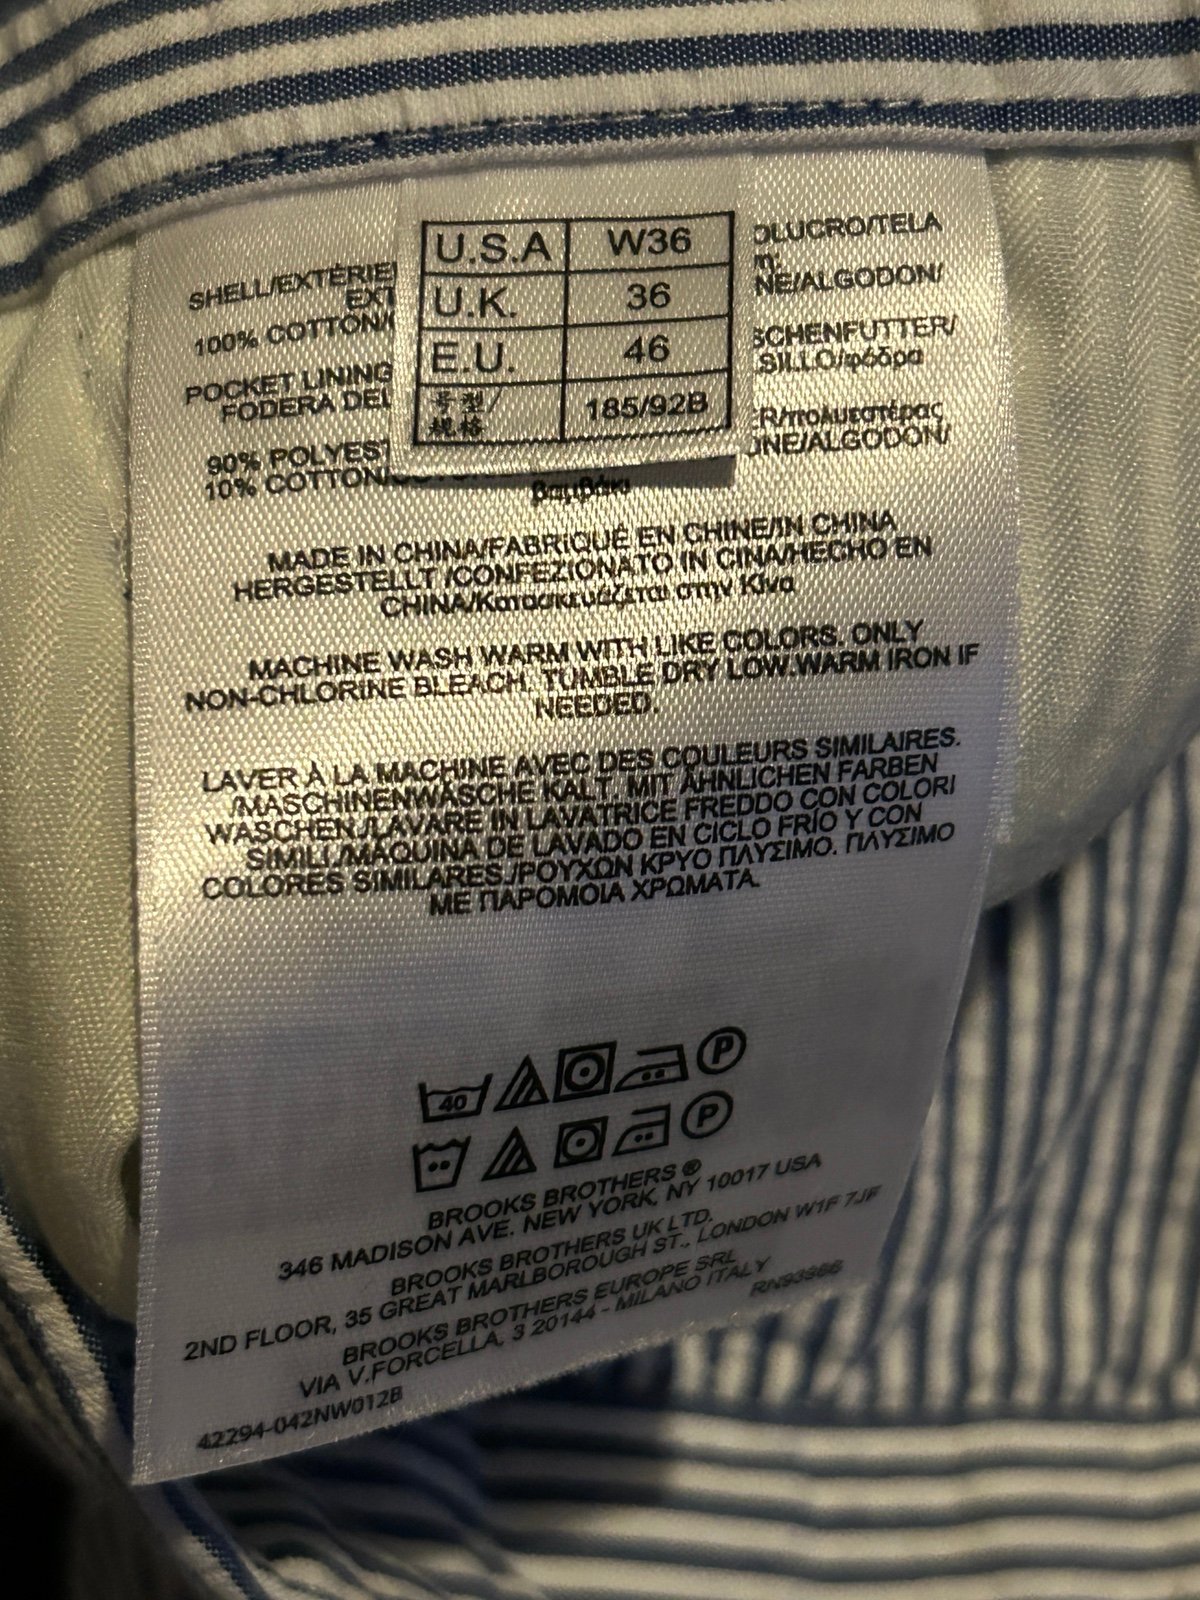 U.S.A W36
U.K. 36
E.U. 46
号型/ 185/92B
规格
SHELL/EXTÉRIE OLUCRO/TELA
EXT
100% COTTON/ NE/ALGODON/
POCKET LINING SCHENFUTTER/
FODERA DEL SILLO/φόδρα
90% POLYEST R/πολυεστέρας
10% COTTON/ ONE/ALGODON/
βαμβάκι
MADE IN CHINA/FABRIQUÉ EN CHINE/IN CHINA
HERGESTELLT /CONFEZIONATO IN CINA/HECHO EN
CHINA/Κατασκευάζεται στην Κίνα
MACHINE WASH WARM WITH LIKE COLORS. ONLY
NON-CHLORINE BLEACH. TUMBLE DRY LOW.WARM IRON IF
NEEDED.
LAVER À LA MACHINE AVEC DES COULEURS SIMILAIRES.
/MASCHINENWÄSCHE KALT. MIT ÄHNLICHEN FARBEN
WASCHEN./LAVARE IN LAVATRICE FREDDO CON COLORI
SIMILI./MÁQUINA DE LAVADO EN CICLO FRÍO Y CON
COLORES SIMILARES./ΡΟΥΧΩΝ ΚΡΥΟ ΠΛΥΣΙΜΟ. ΠΛΥΣΙΜΟ
ΜΕ ΠΑΡΟΜΟΙΑ ΧΡΩΜΑΤΑ.
40 P
P
BROOKS BROTHERS ®
346 MADISON AVE. NEW YORK, NY 10017 USA
BROOKS BROTHERS UK LTD.
2ND FLOOR, 35 GREAT MARLBOROUGH ST., LONDON W1F 7JF
BROOKS BROTHERS EUROPE SRL
VIA V.FORCELLA, 3 20144 - MILANO ITALY
RN93966
42294-042NW012B